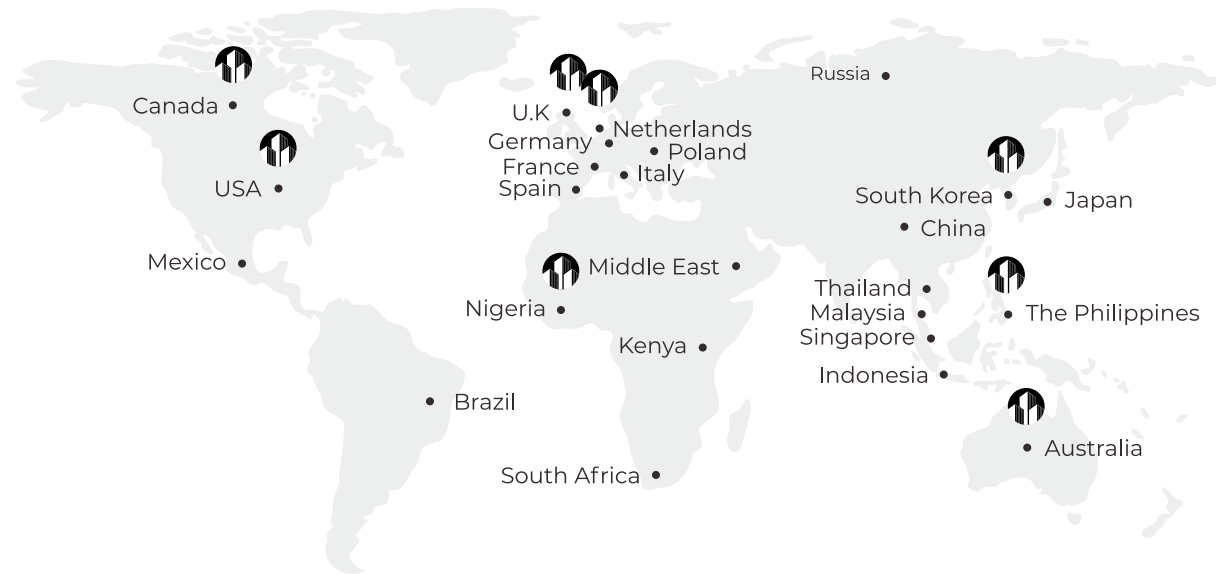 Russia
Canada
U.K
Netherlands
Germany
Poland
France
Italy
Spain
USA
South Korea
Japan
China
Mexico
Middle East
Nigeria
Thailand
Malaysia
The Philippines
Singapore
Kenya
Indonesia
Brazil
Australia
South Africa